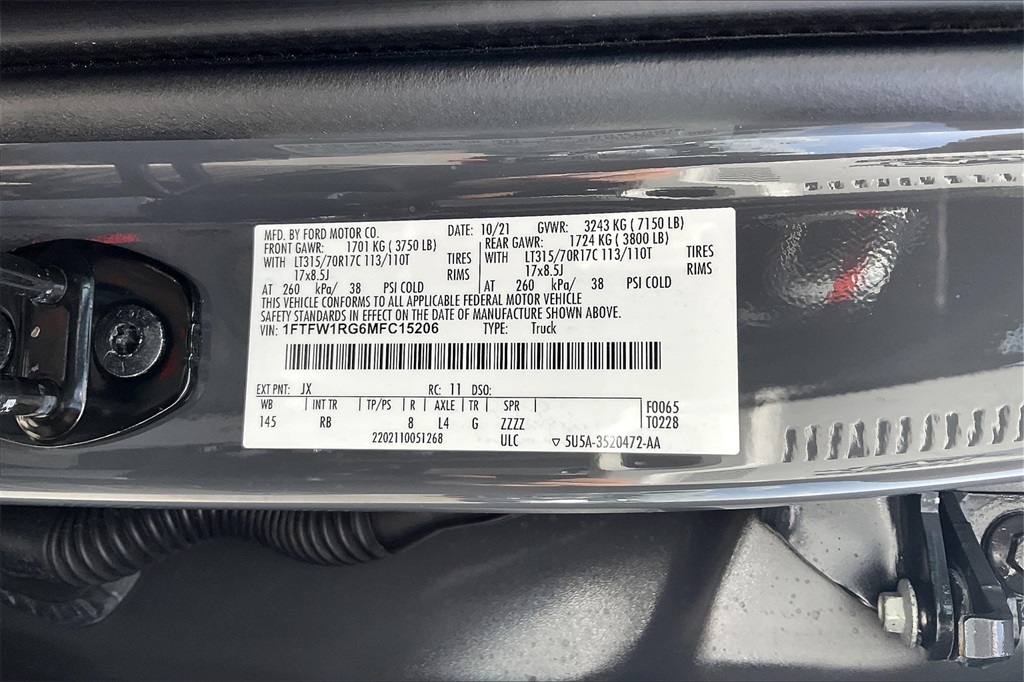 MFD. BY FORD MOTOR CO. DATE: 10/21 GVWR: 3243 KG ( 7150 LB)
FRONT GAWR: 1701 KG ( 3750 LB) REAR GAWR: 1724 KG ( 3800 LB)
WITH LT315/70R17C 113/110T TIRES WITH LT315/70R17C 113/110T TIRES
17x8.5J RIMS 17x8.5J RIMS
AT 260 kPa/ 38 PSI COLD AT 260 kPa/ 38 PSI COLD
THIS VEHICLE CONFORMS TO ALL APPLICABLE FEDERAL MOTOR VEHICLE
SAFETY STANDARDS IN EFFECT ON THE DATE OF MANUFACTURE SHOWN ABOVE.
VIN: 1FTFW1RG6MFC15206 TYPE: Truck
EXT PNT: JX RC: 11 DSO:
WB INT TR TP/PS R AXLE TR SPR F0065
145 RB 8 L4 G ZZZZ T0228
2202110051268 ULC ▽ 5U5A-3520472-AA